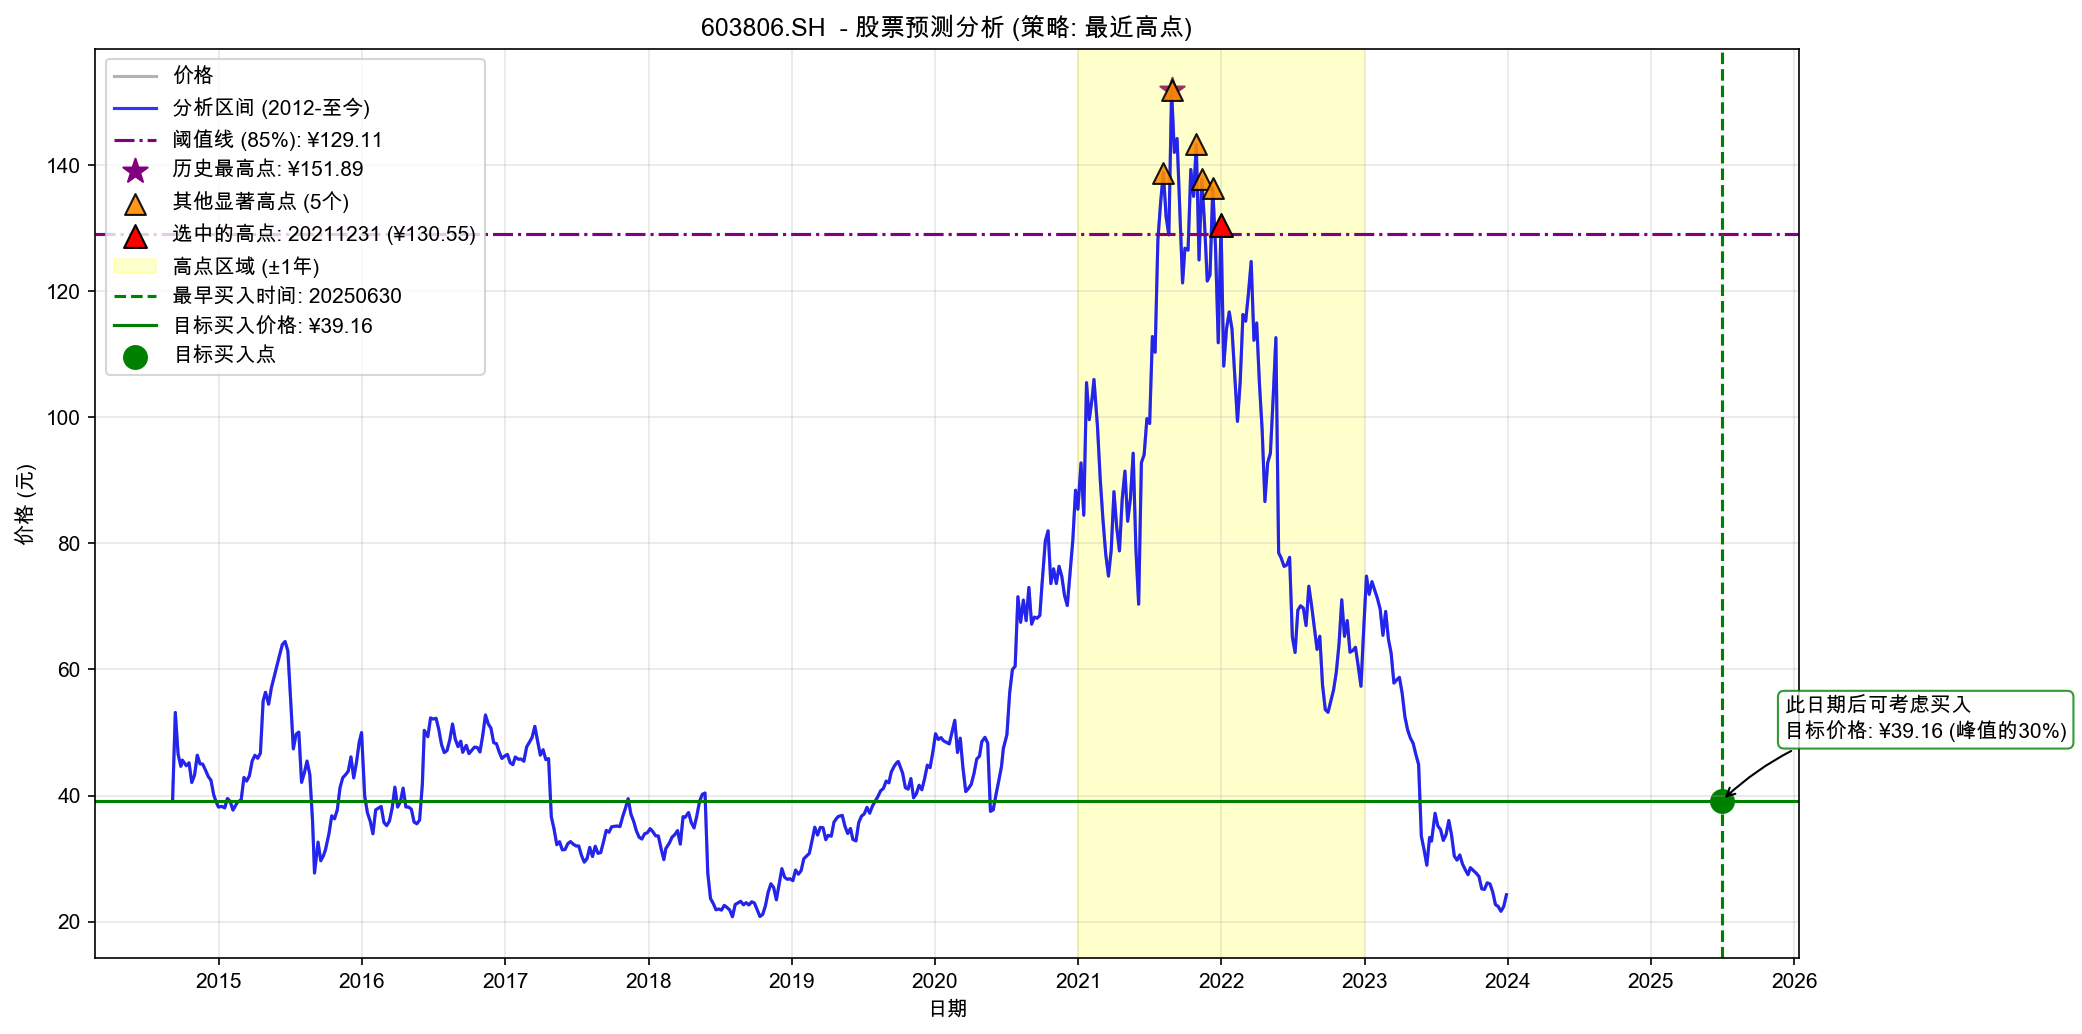 603806.SH - 股票预测分析 (策略: 最近高点)
价格
分析区间 (2012-至今)
阈值线 (85%): ¥129.11
历史最高点: ¥151.89
其他显著高点 (5个)
选中的高点: 20211231 (¥130.55)
高点区域 (±1年)
最早买入时间: 20250630
目标买入价格: ¥39.16
目标买入点
价格 (元)
140
120
100
80
60
40
20
此日期后可考虑买入
目标价格: ¥39.16 (峰值的30%)
2015 2016 2017 2018 2019 2020 2021 2022 2023 2024 2025 2026
日期